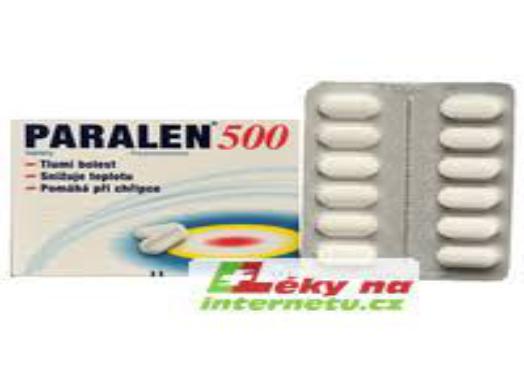 PARALEN® 500
– Tlumí bolest
– Snižuje teplotu
– Pomáhá při chřipce
Léky na
internetu.cz